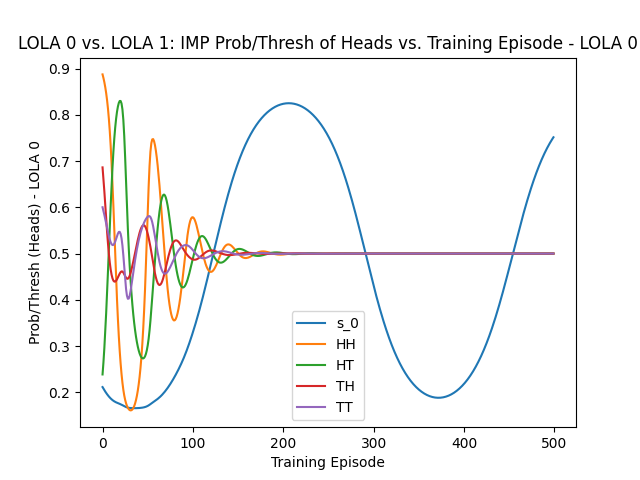 LOLA 0 vs. LOLA 1: IMP Prob/Thresh of Heads vs. Training Episode - LOLA 0
0.9
0.8
0.7
0.6
0.5
0.4
0.3
0.2
Prob/Thresh (Heads) - LOLA 0
s_0
HH
HT
TH
TT
0 100 200 300 400 500
Training Episode